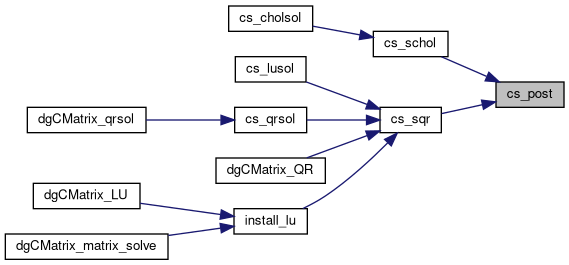 cs_cholsol
cs_schol
cs_lusol
cs_post
dgCMatrix_qrsol
cs_qrsol
cs_sqr
dgCMatrix_QR
dgCMatrix_LU
install_lu
dgCMatrix_matrix_solve